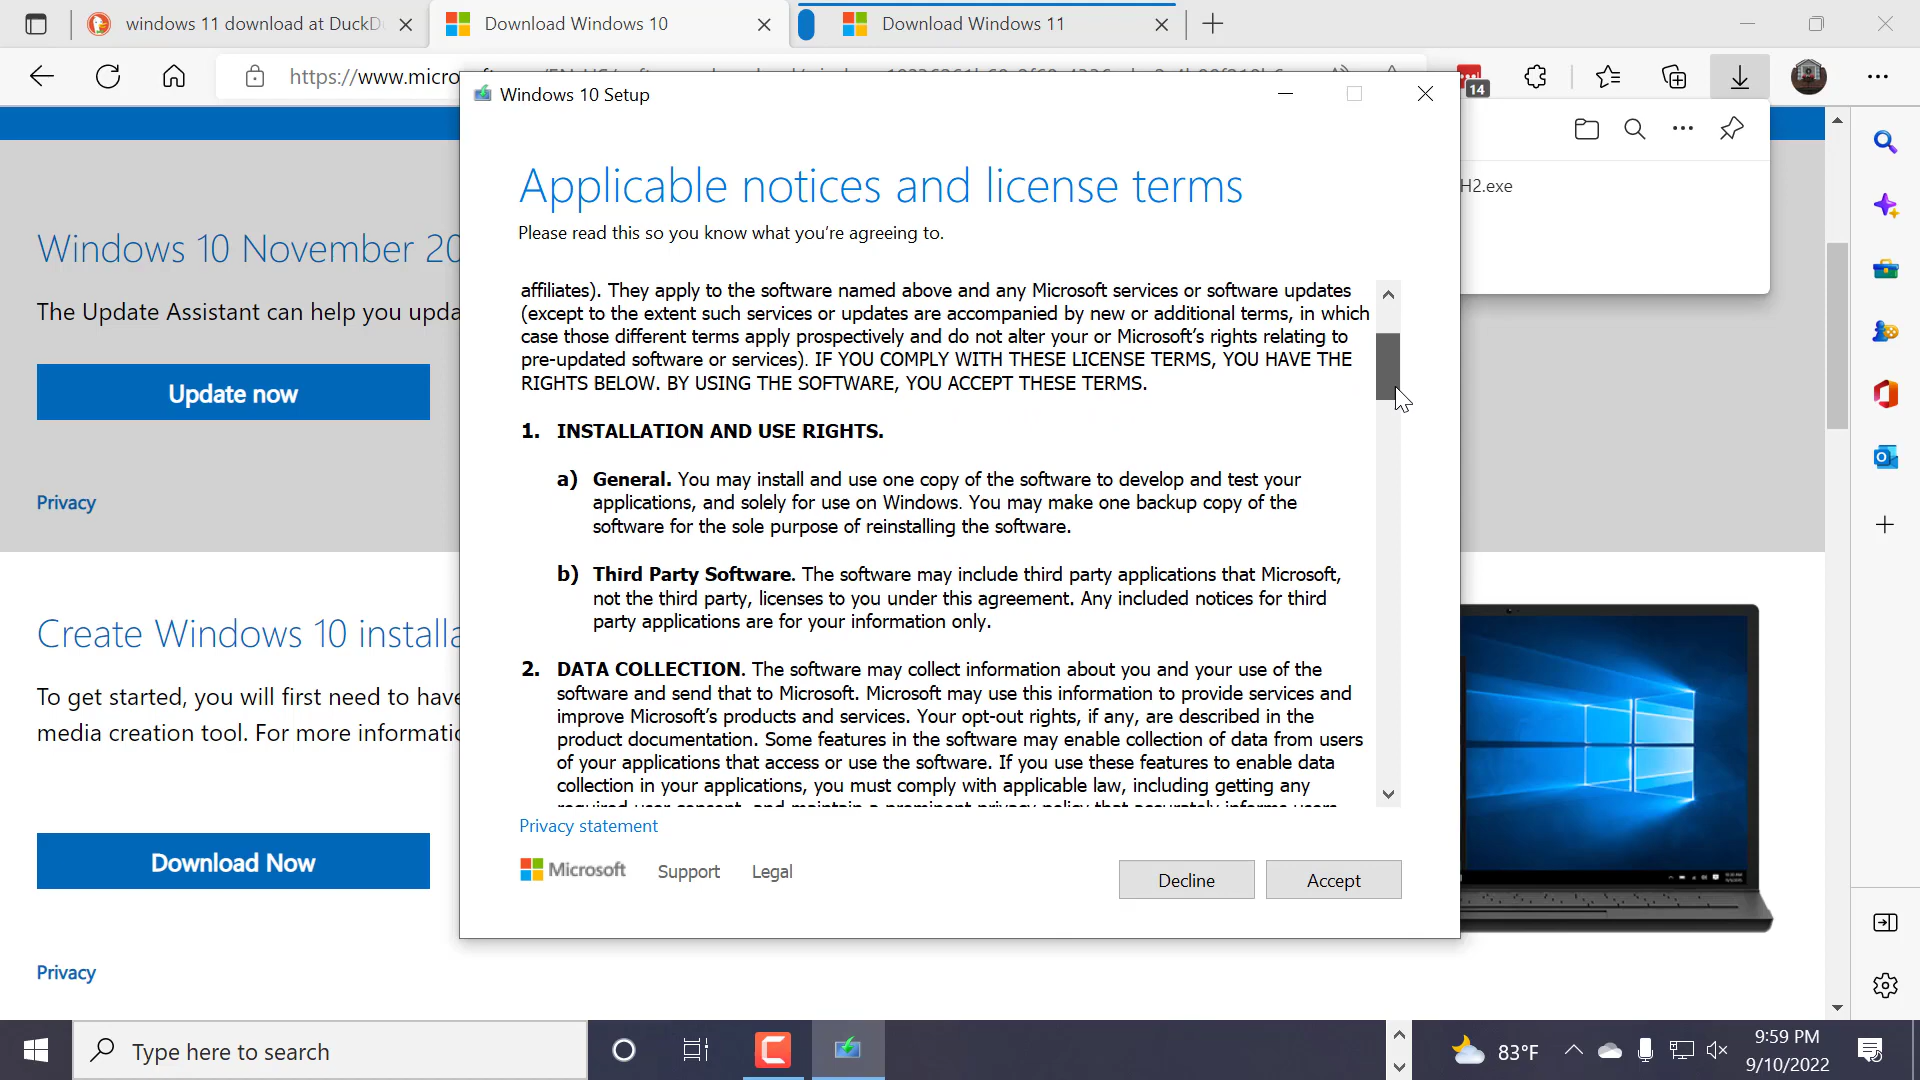 windows 11 download at DuckD
Download Windows 10
Download Windows 11
https://www.micro
14
Windows 10 Setup
H2.exe
Applicable notices and license terms
Please read this so you know what you're agreeing to.
Windows 10 November 20
The Update Assistant can help you upda
Update now
Privacy
affiliates). They apply to the software named above and any Microsoft services or software updates
(except to the extent such services or updates are accompanied by new or additional terms, in which
case those different terms apply prospectively and do not alter your or Microsoft's rights relating to
pre-updated software or services). IF YOU COMPLY WITH THESE LICENSE TERMS, YOU HAVE THE
RIGHTS BELOW. BY USING THE SOFTWARE, YOU ACCEPT THESE TERMS.
1. INSTALLATION AND USE RIGHTS.
a) General. You may install and use one copy of the software to develop and test your
applications, and solely for use on Windows. You may make one backup copy of the
software for the sole purpose of reinstalling the software.
b) Third Party Software. The software may include third party applications that Microsoft,
not the third party, licenses to you under this agreement. Any included notices for third
party applications are for your information only.
2. DATA COLLECTION. The software may collect information about you and your use of the
software and send that to Microsoft. Microsoft may use this information to provide services and
improve Microsoft's products and services. Your opt-out rights, if any, are described in the
product documentation. Some features in the software may enable collection of data from users
of your applications that access or use the software. If you use these features to enable data
collection in your applications, you must comply with applicable law, including getting any
required user consent, and maintain a prominent privacy policy that accurately informs users
Privacy statement
Microsoft
Support
Legal
Decline
Accept
Create Windows 10 installa
To get started, you will first need to have
media creation tool. For more informatio
Download Now
Privacy
Type here to search
83°F
9:59 PM
9/10/2022